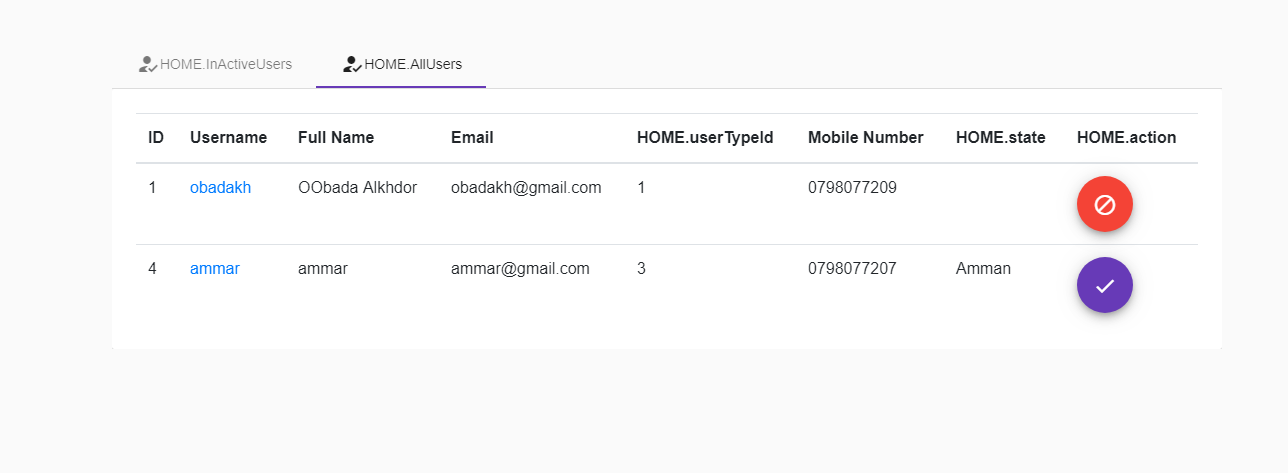 HOME.InActiveUsers HOME.AllUsers
ID Username Full Name Email HOME.userTypeId Mobile Number HOME.state HOME.action
1 obadakh OObada Alkhdor obadakh@gmail.com 1 0798077209
4 ammar ammar ammar@gmail.com 3 0798077207 Amman